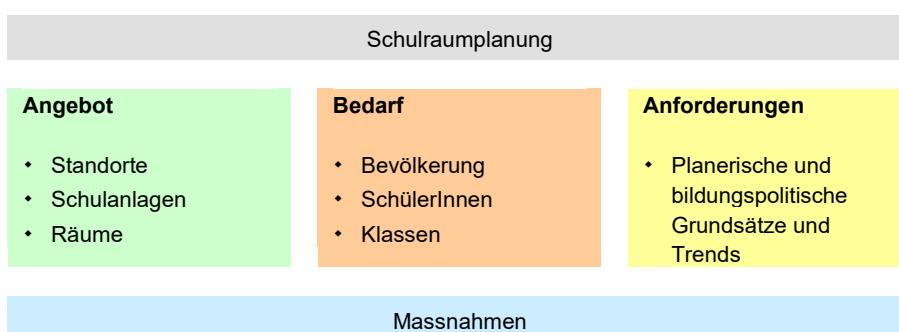 Schulraumplanung
Angebot
• Standorte
• Schulanlagen
• Räume
Bedarf
• Bevölkerung
• SchülerInnen
• Klassen
Anforderungen
• Planerische und
bildungspolitische
Grundsätze und
Trends
Massnahmen